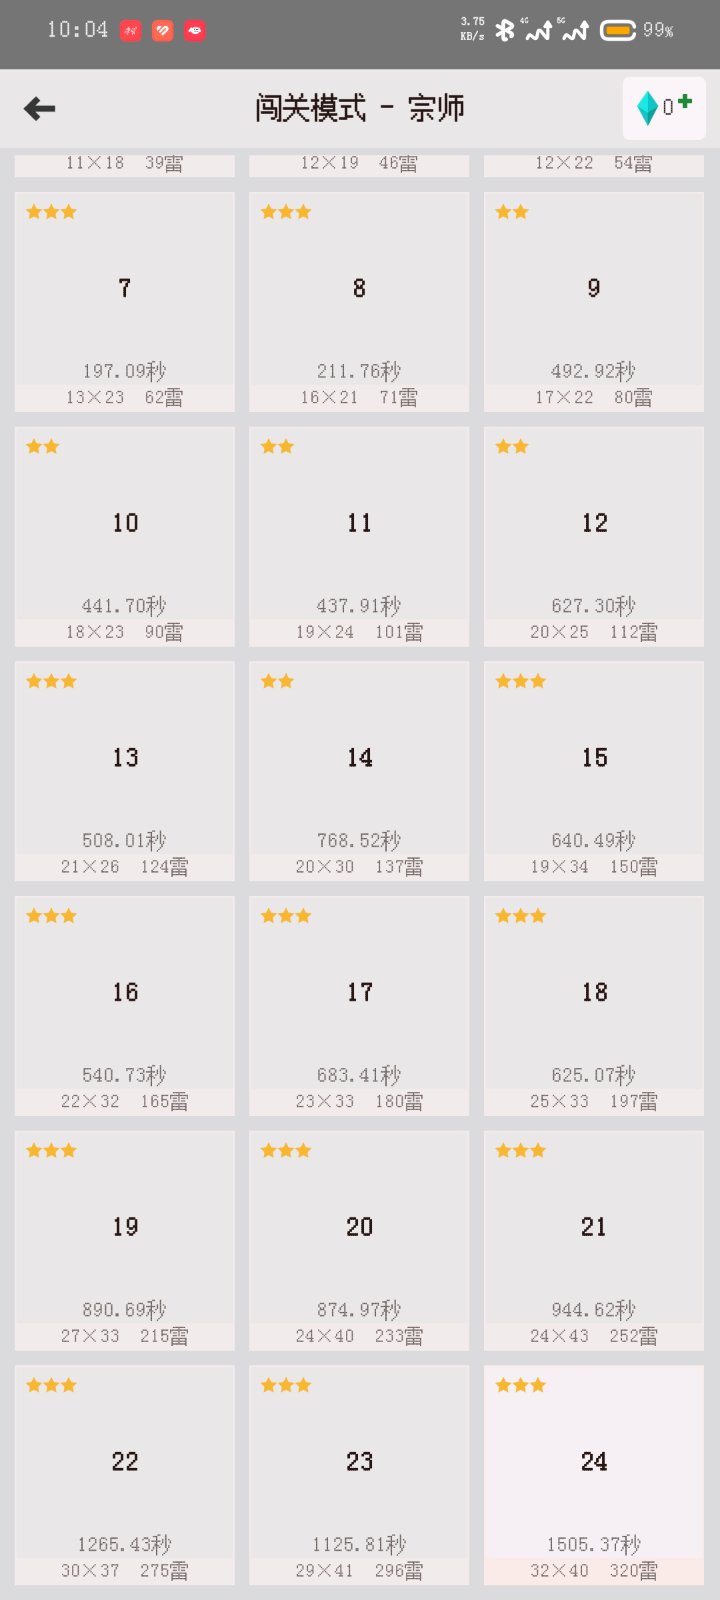 10:04 3.75 KB/s 4G 5G 99%
闯关模式 - 宗师 0
11×18 39雷 12×19 46雷 12×22 54雷
7 8 9
197.09秒 211.76秒 492.92秒
13×23 62雷 16×21 71雷 17×22 80雷
10 11 12
441.70秒 437.91秒 627.30秒
18×23 90雷 19×24 101雷 20×25 112雷
13 14 15
508.01秒 768.52秒 640.49秒
21×26 124雷 20×30 137雷 19×34 150雷
16 17 18
540.73秒 683.41秒 625.07秒
22×32 165雷 23×33 180雷 25×33 197雷
19 20 21
890.69秒 874.97秒 944.62秒
27×33 215雷 24×40 233雷 24×43 252雷
22 23 24
1265.43秒 1125.81秒 1505.37秒
30×37 275雷 29×41 296雷 32×40 320雷